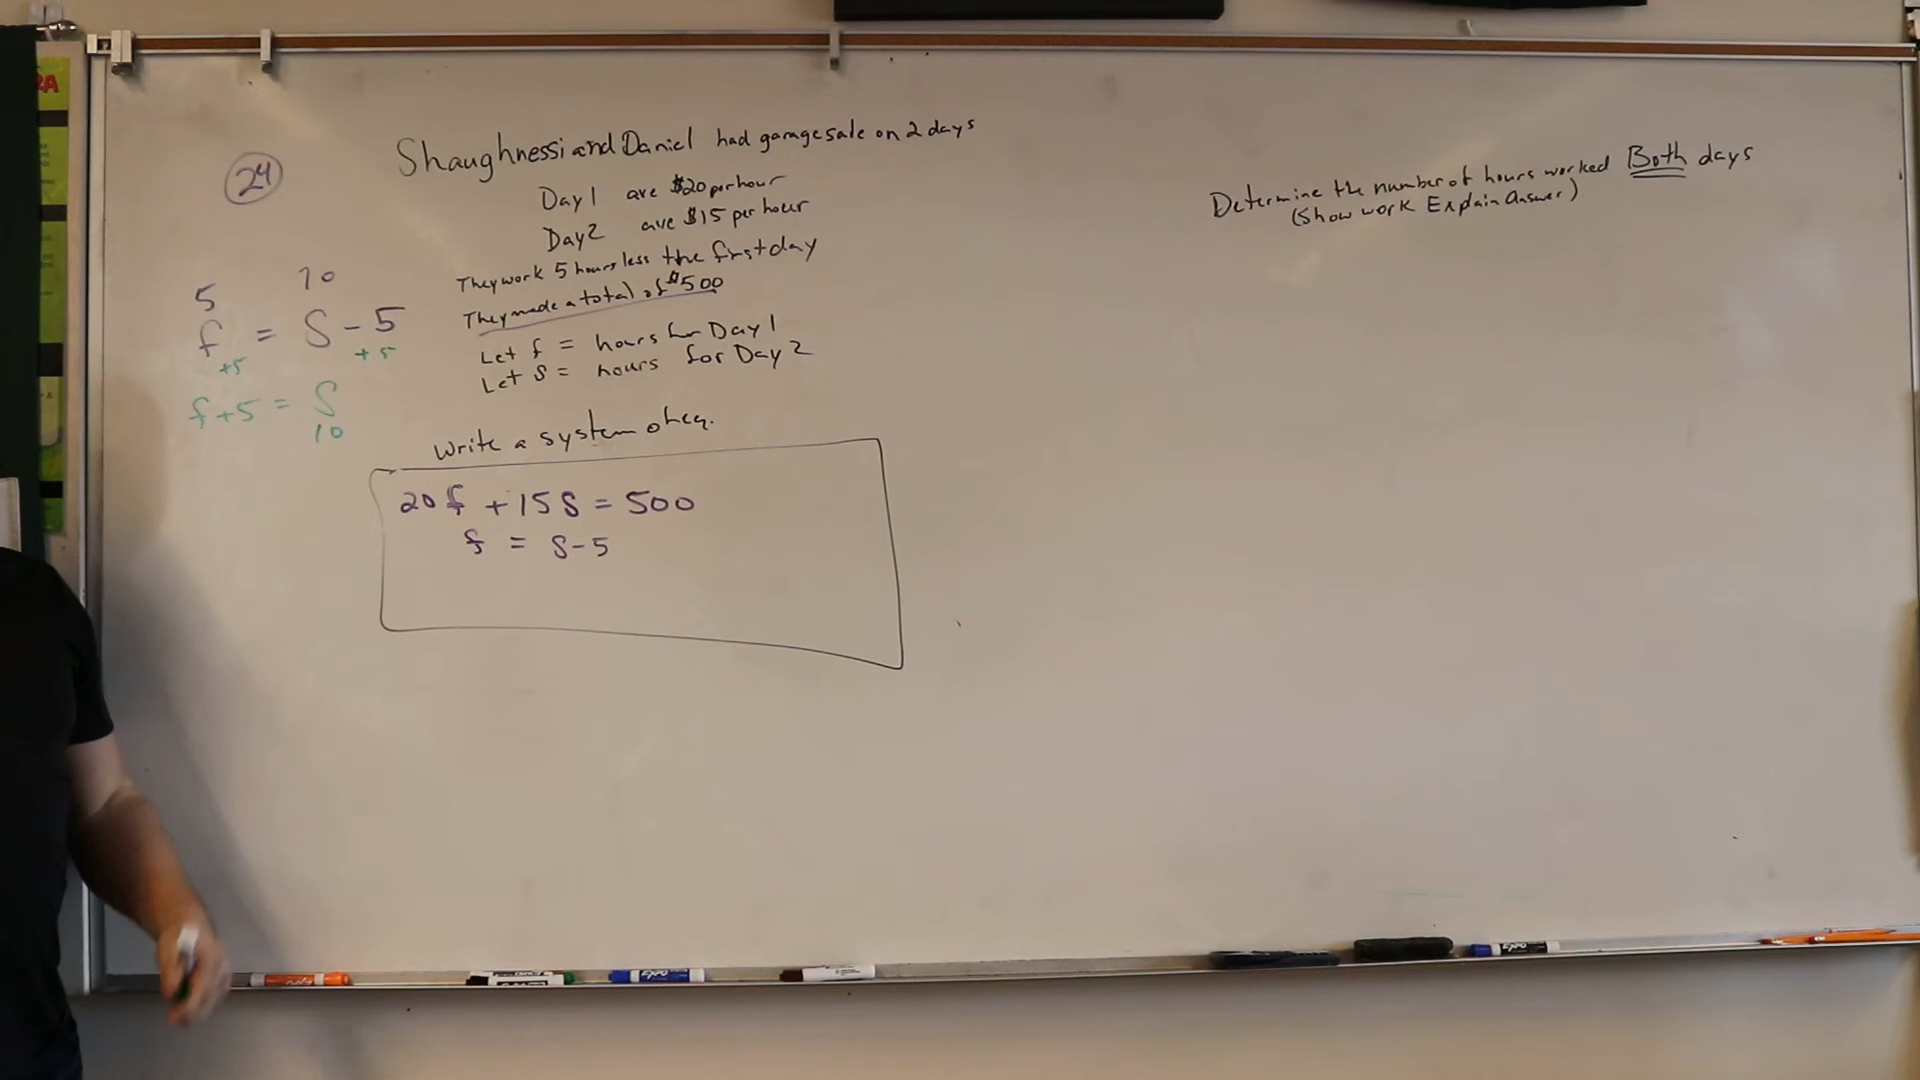 24
Shaughnessi and Daniel had garage sale on 2 days
Day 1 ave $20 per hour
Day 2 ave $15 per hour
They work 5 hours less the first day
They made a total of $500
Let f = hours for Day 1
Let S = hours for Day 2
Write a system of eq.
20f + 15S = 500
f = S-5
5 10
f = S - 5
+5 +5
f+5 = S
10
Determine the number of hours worked Both days
(Show work Explain Answer)
EXPO
EXPO